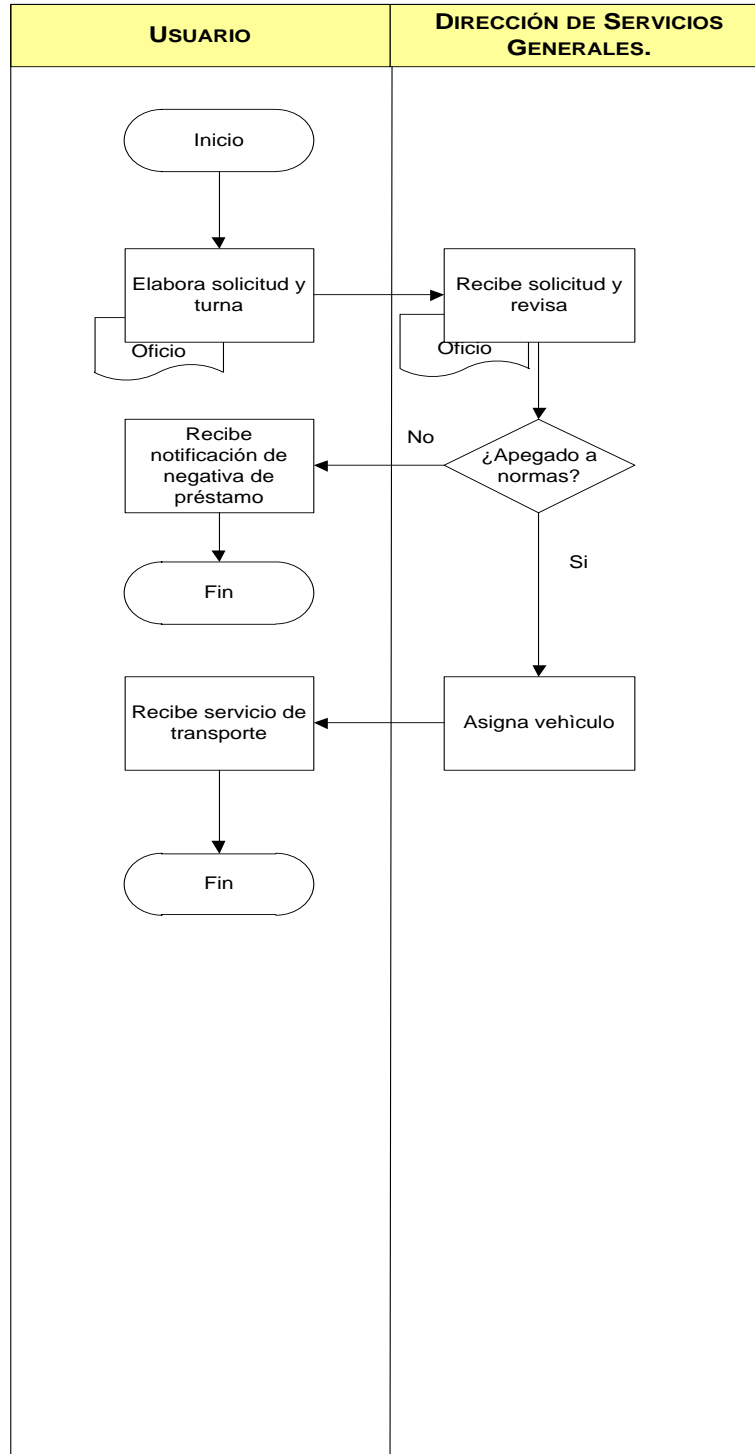 USUARIO
DIRECCIÓN DE SERVICIOS
GENERALES.
Inicio
Elabora solicitud y
turna
Oficio
Recibe solicitud y
revisa
Oficio
¿Apegado a
normas?
No
Recibe
notificación de
negativa de
préstamo
Fin
Si
Asigna vehìculo
Recibe servicio de
transporte
Fin